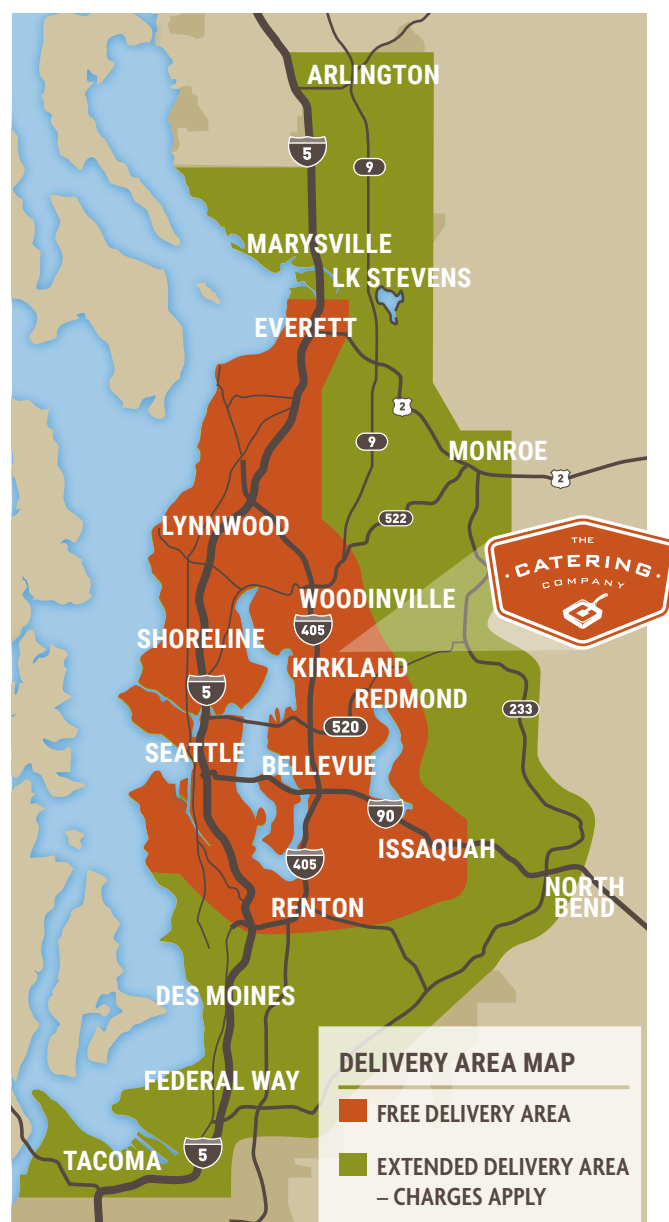 ARLINGTON
5
9
MARYSVILLE
LK STEVENS
EVERETT
2
9
MONROE
2
522
LYNNWOOD
THE
CATERING
COMPANY
WOODINVILLE
405
SHORELINE
KIRKLAND
5
REDMOND
233
520
SEATTLE
BELLEVUE
90
ISSAQUAH
405
NORTH
BEND
RENTON
DES MOINES
DELIVERY AREA MAP
FEDERAL WAY
FREE DELIVERY AREA
5
TACOMA
EXTENDED DELIVERY AREA
– CHARGES APPLY